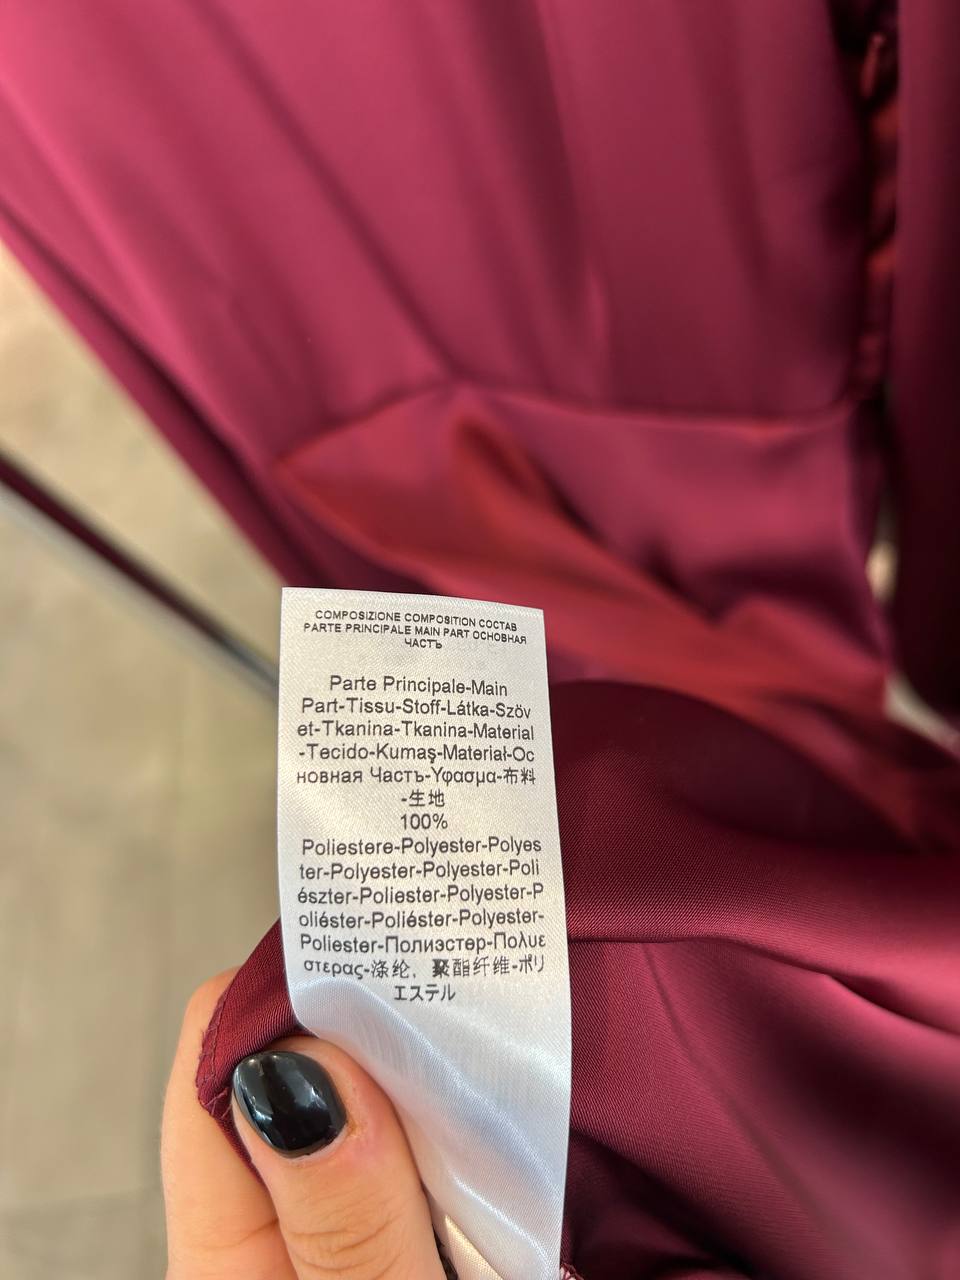 COMPOSIZIONE COMPOSITION СОСТАВ
PARTE PRINCIPALE MAIN PART ОСНОВНАЯ
ЧАСТЪ
Parte Principale-Main
Part-Tissu-Stoff-Látka-Szöv
et-Tkanina-Tkanina-Material
-Tecido-Kumaş-Materiał-Ос
новная Часть-Υφασμα-布料
-生地
100%
Poliestere-Polyester-Polyes
ter-Polyester-Polyester-Poli
észter-Poliester-Polyester-P
oliéster-Poliéster-Polyester-
Poliester-Полиэстер-Πολυε
στερας-涤纶，聚酯纤维-ポリ
エステル